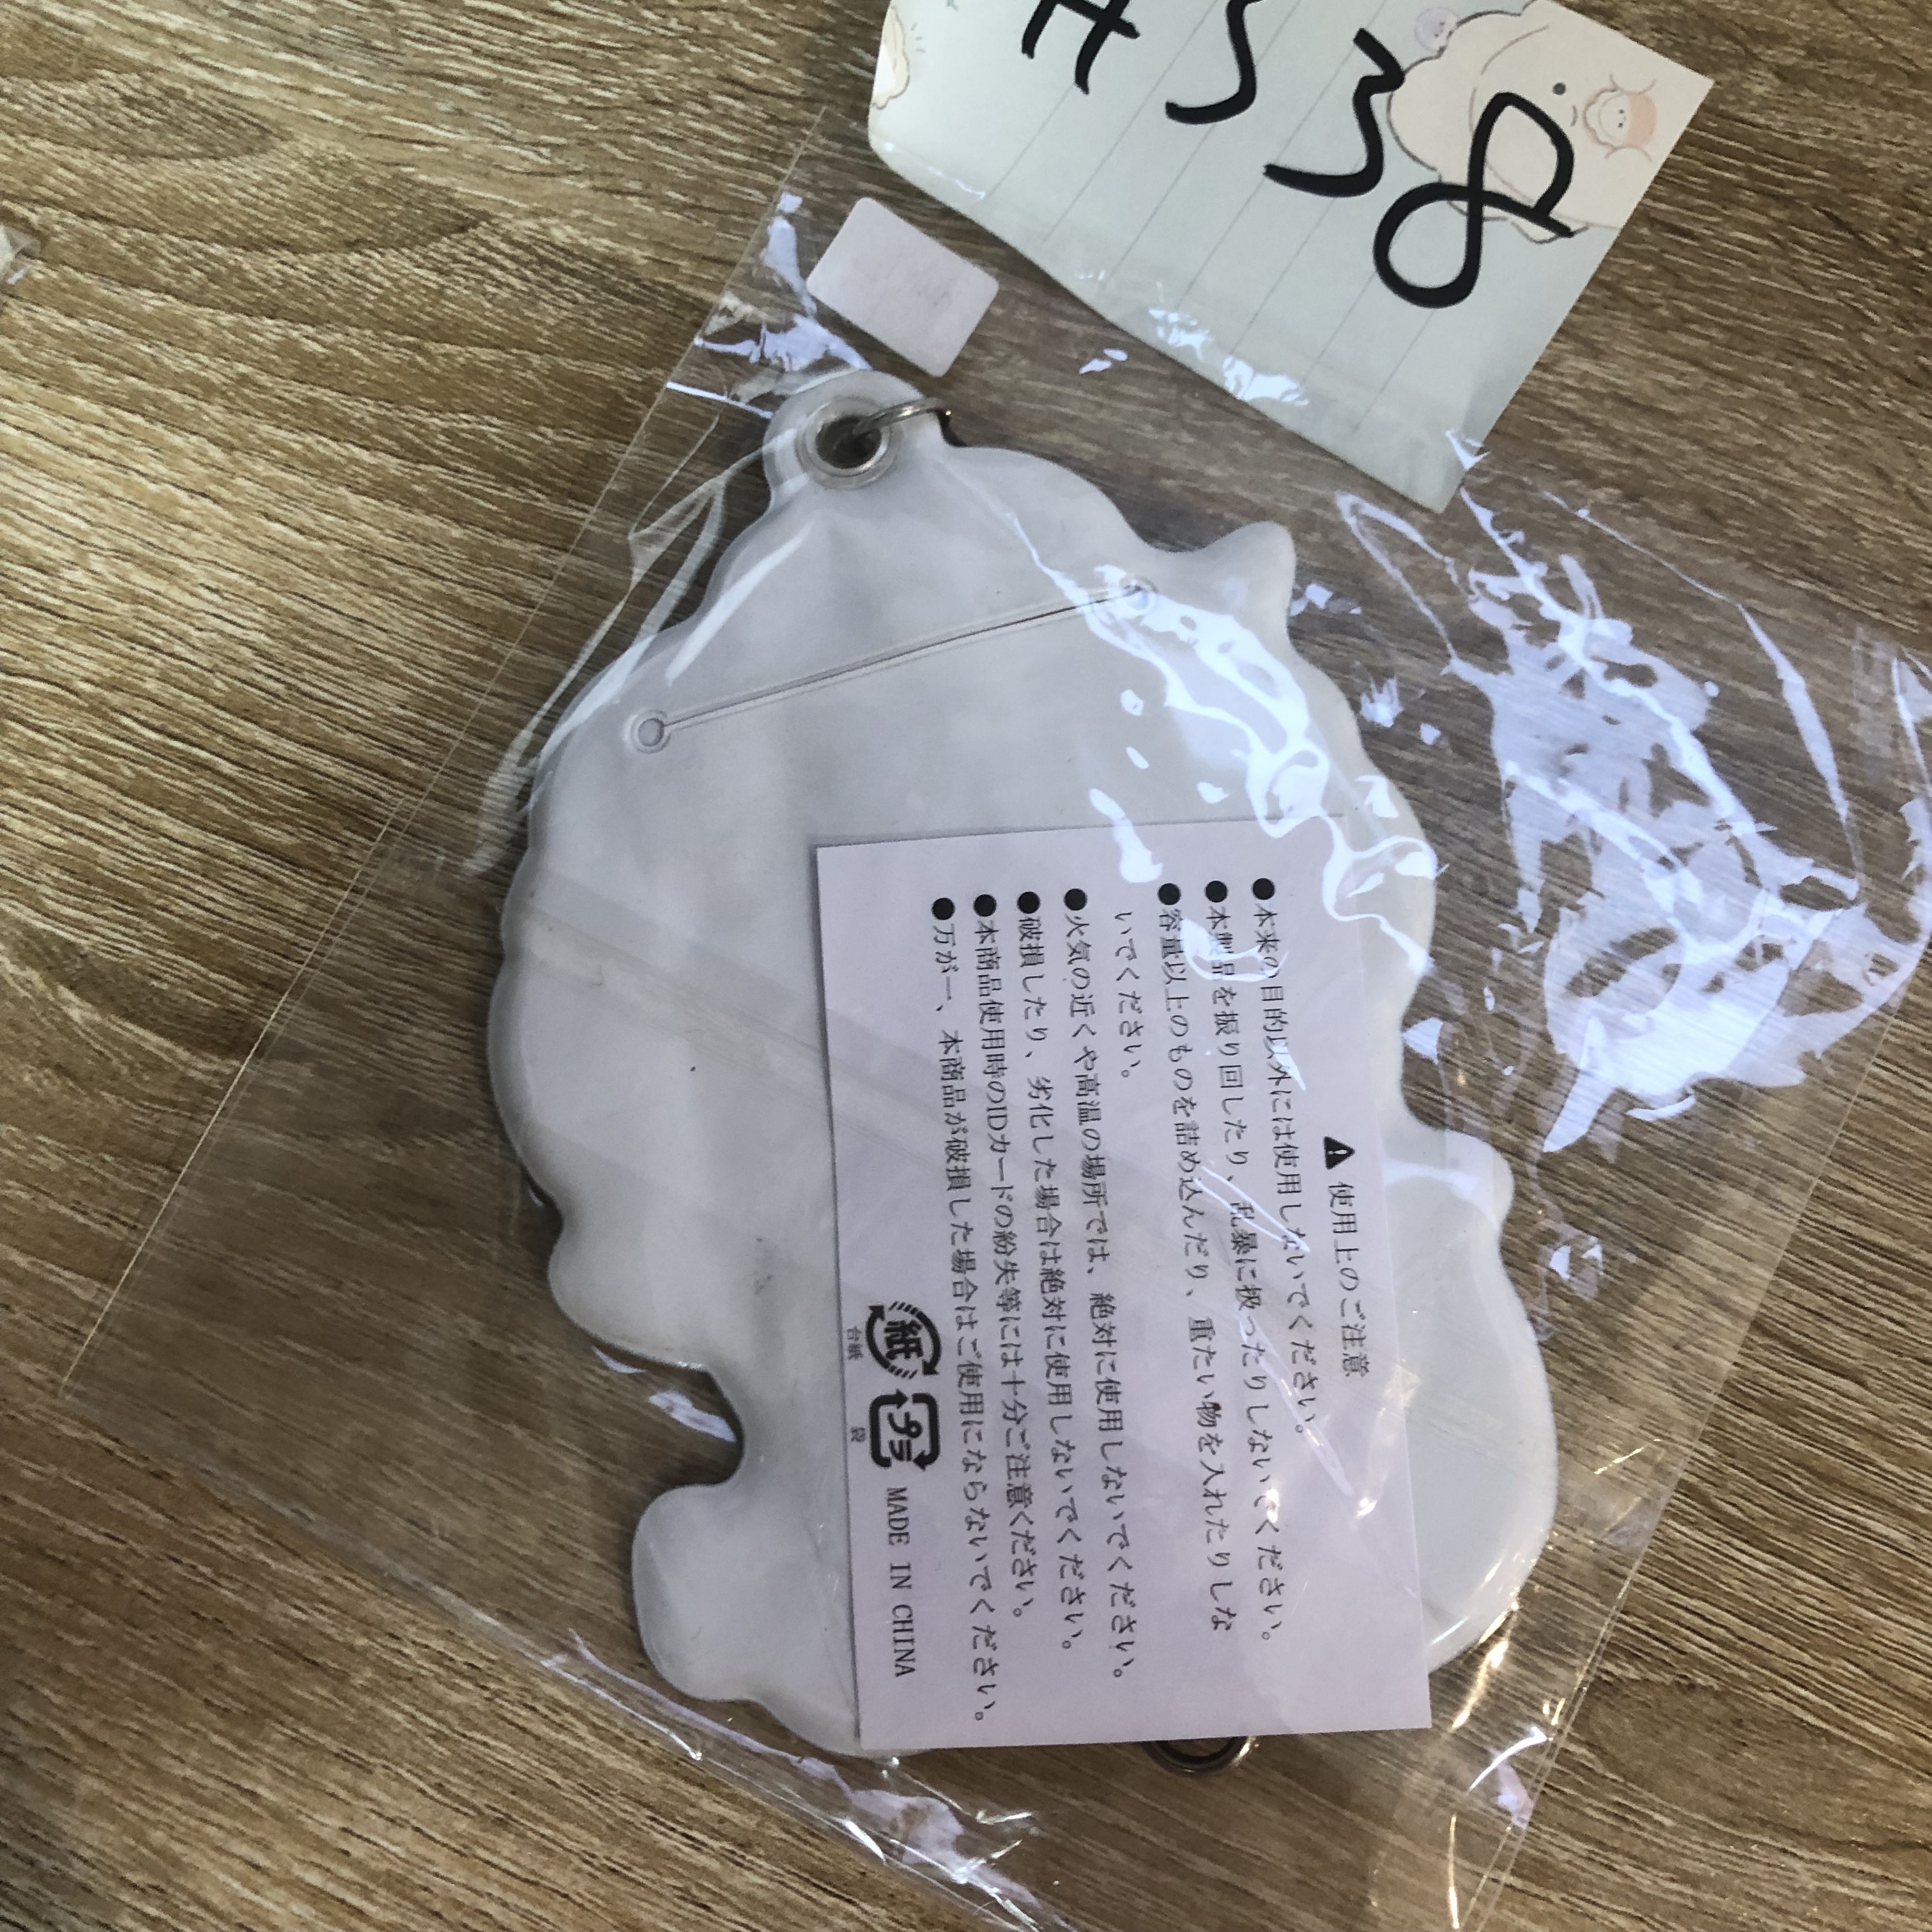 #338
⚠ 使用上のご注意
●本来の目的以外には使用しないでください。
●本製品を振り回したり、乱暴に扱ったりしないでください。
●容量以上のものを詰め込んだり、重たい物を入れたりしな
いでください。
●火気の近くや高温の場所では、絶対に使用しないでください。
●破損したり、劣化した場合は絶対に使用しないでください。
●本商品使用時のIDカードの紛失等には十分ご注意ください。
●万が一、本商品が破損した場合はご使用にならないでください。
紙 プラ MADE IN CHINA
台紙 袋